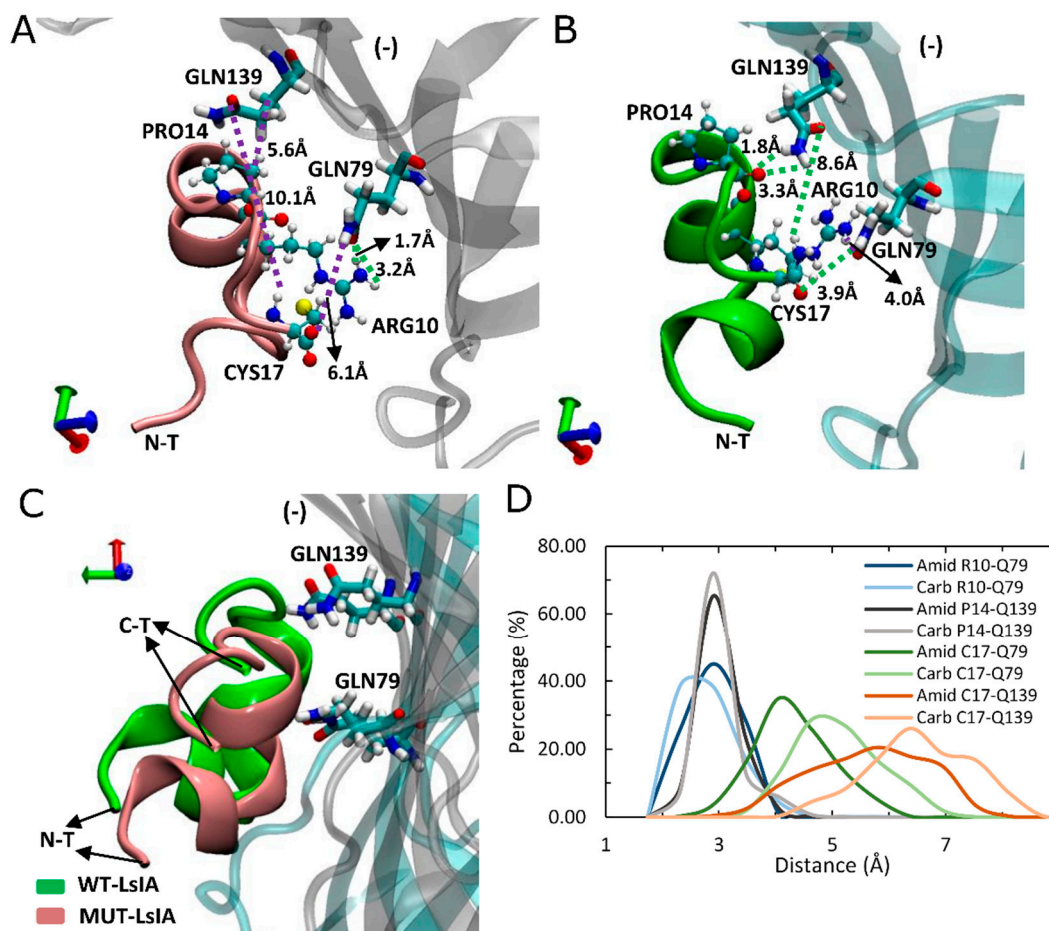 A
(-)
GLN139
PRO14
5.6Å
GLN79
10.1Å
1.7Å
3.2Å
ARG10
CYS17
6.1Å
N-T
B
(-)
GLN139
PRO14
1.8Å
8.6Å
ARG10
3.3Å
GLN79
3.9Å
CYS17
4.0Å
N-T
C
(-)
GLN139
C-T
GLN79
N-T
WT-LsIA
MUT-LsIA
D
80.00
60.00
40.00
20.00
0.00
Percentage (%)
Amid R10-Q79
Carb R10-Q79
Amid P14-Q139
Carb P14-Q139
Amid C17-Q79
Carb C17-Q79
Amid C17-Q139
Carb C17-Q139
1 3 5 7
Distance (Å)